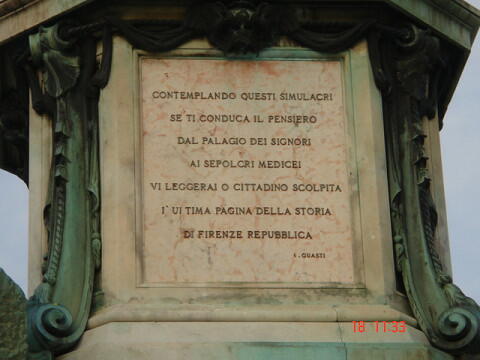 CONTEMPLANDO QUESTI SIMULACRI
SE TI CONDUCA IL PENSIERO
DAL PALAGIO DEI SIGNORI
AI SEPOLCRI MEDICEI
VI LEGGERAI O CITTADINO SCOLPITA
L'ULTIMA PAGINA DELLA STORIA
DI FIRENZE REPUBBLICA
C. GUASTI
18 11:33